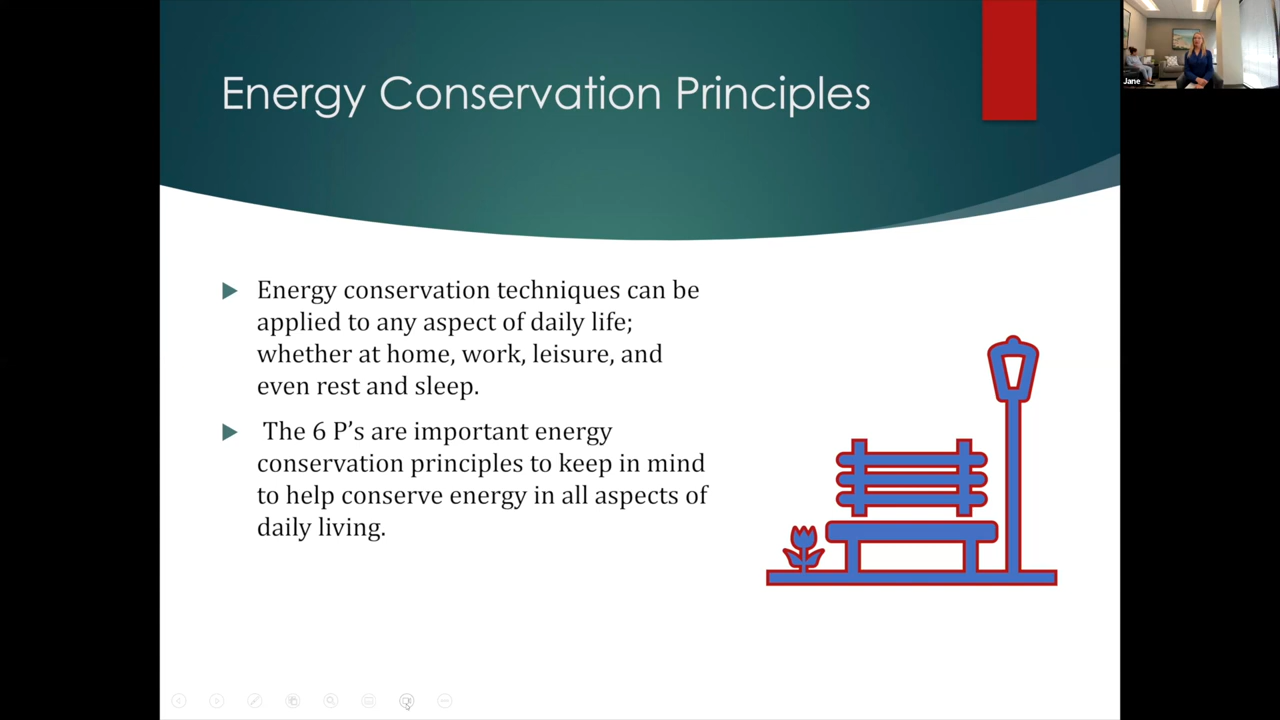 Energy Conservation Principles
Jane
Energy conservation techniques can be
applied to any aspect of daily life;
whether at home, work, leisure, and
even rest and sleep.
The 6 P’s are important energy
conservation principles to keep in mind
to help conserve energy in all aspects of
daily living.